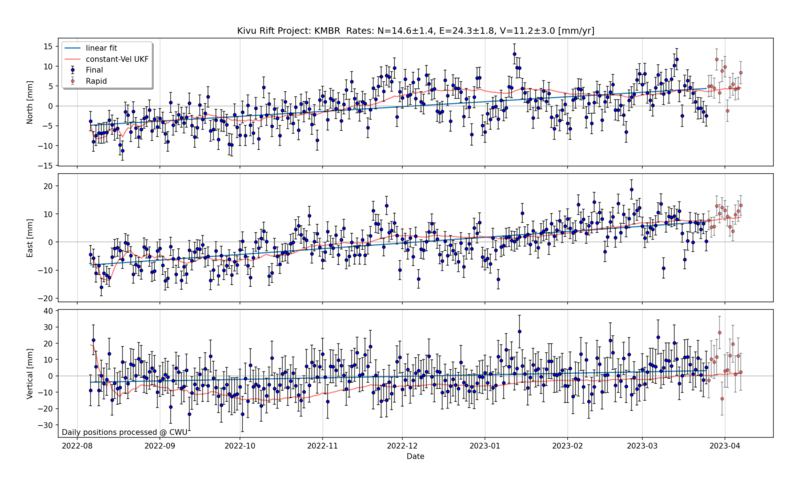 Kivu Rift Project: KMBR Rates: N=14.6±1.4, E=24.3±1.8, V=11.2±3.0 [mm/yr]
linear fit
constant-Vel UKF
Final
Rapid
North [mm]
15
10
5
0
−5
−10
−15
East [mm]
20
10
0
−10
−20
Vertical [mm]
40
30
20
10
0
−10
−20
−30
Daily positions processed @ CWU
2022-08 2022-09 2022-10 2022-11 2022-12 2023-01 2023-02 2023-03 2023-04
Date